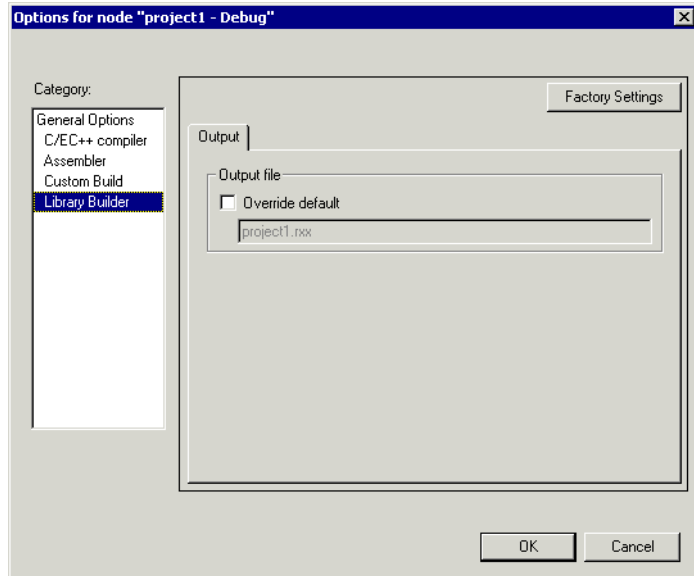 Options for node "project1 - Debug"
Category:
Factory Settings
General Options
C/EC++ compiler
Assembler
Custom Build
Library Builder
Output
Output file
Override default
project1.rxx
OK
Cancel